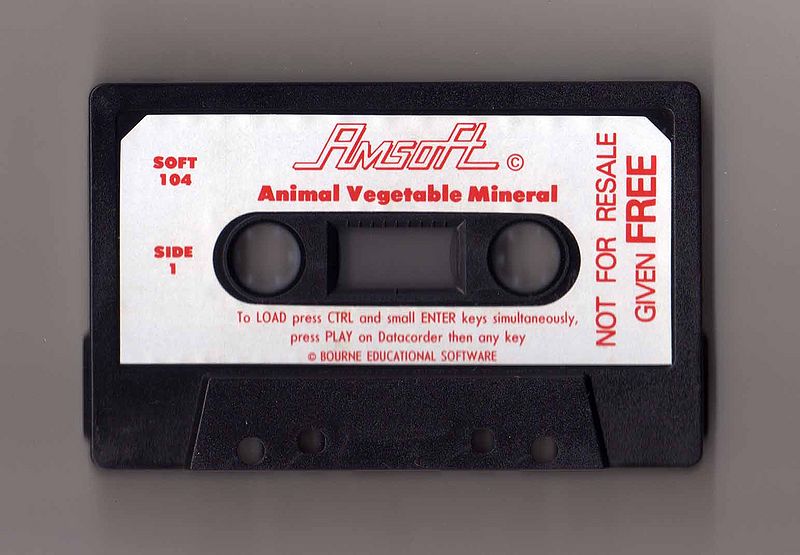 Amsoft ©
Animal Vegetable Mineral
SOFT
104
SIDE
1
To LOAD press CTRL and small ENTER keys simultaneously,
press PLAY on Datacorder then any key
© BOURNE EDUCATIONAL SOFTWARE
NOT FOR RESALE
GIVEN FREE